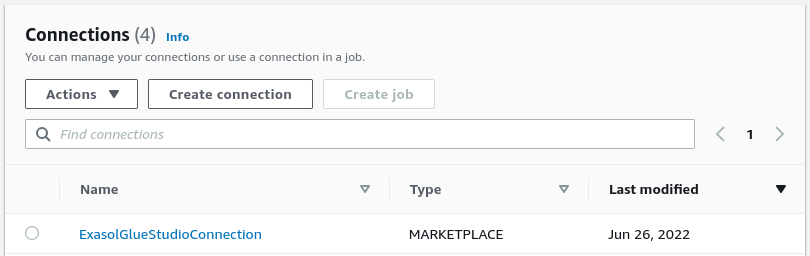 Connections (4) Info
You can manage your connections or use a connection in a job.
Actions Create connection Create job
Find connections 1
Name Type Last modified
ExasolGlueStudioConnection MARKETPLACE Jun 26, 2022